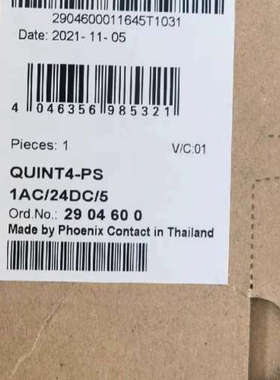 2904600011645T1031
Date: 2021-11-05
4 046356 985321
Pieces: 1
V/C:01
QUINT4-PS
1AC/24DC/5
Ord.No.: 29 04 60 0
Made by Phoenix Contact in Thailand